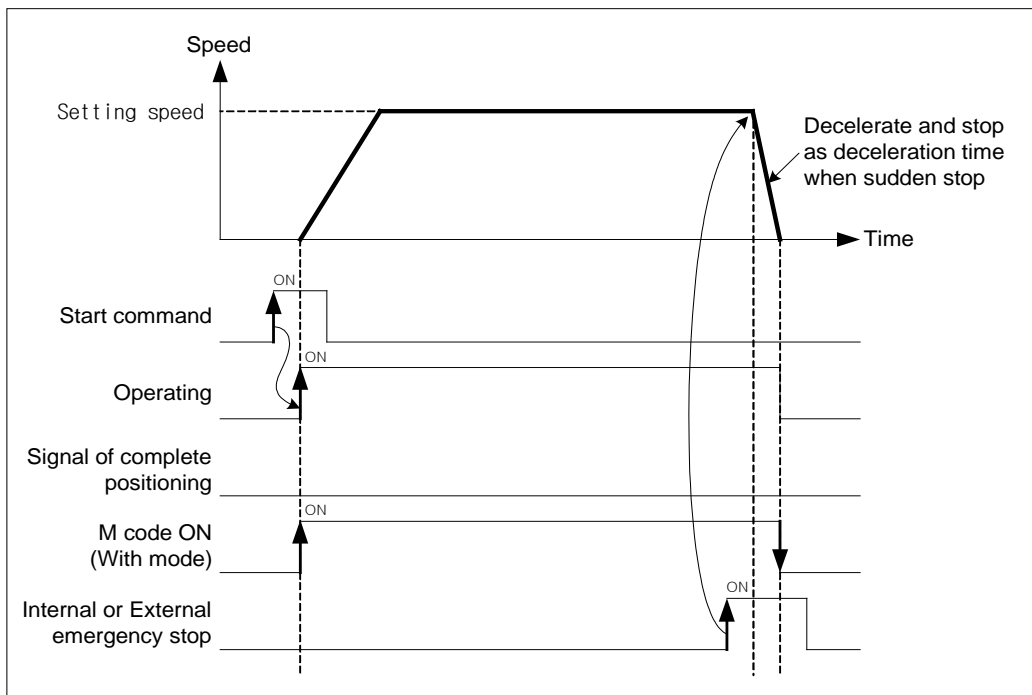 Speed
Setting speed
Decelerate and stop
as deceleration time
when sudden stop
Time
ON
Start command
ON
Operating
Signal of complete
positioning
ON
M code ON
(With mode)
ON
Internal or External
emergency stop